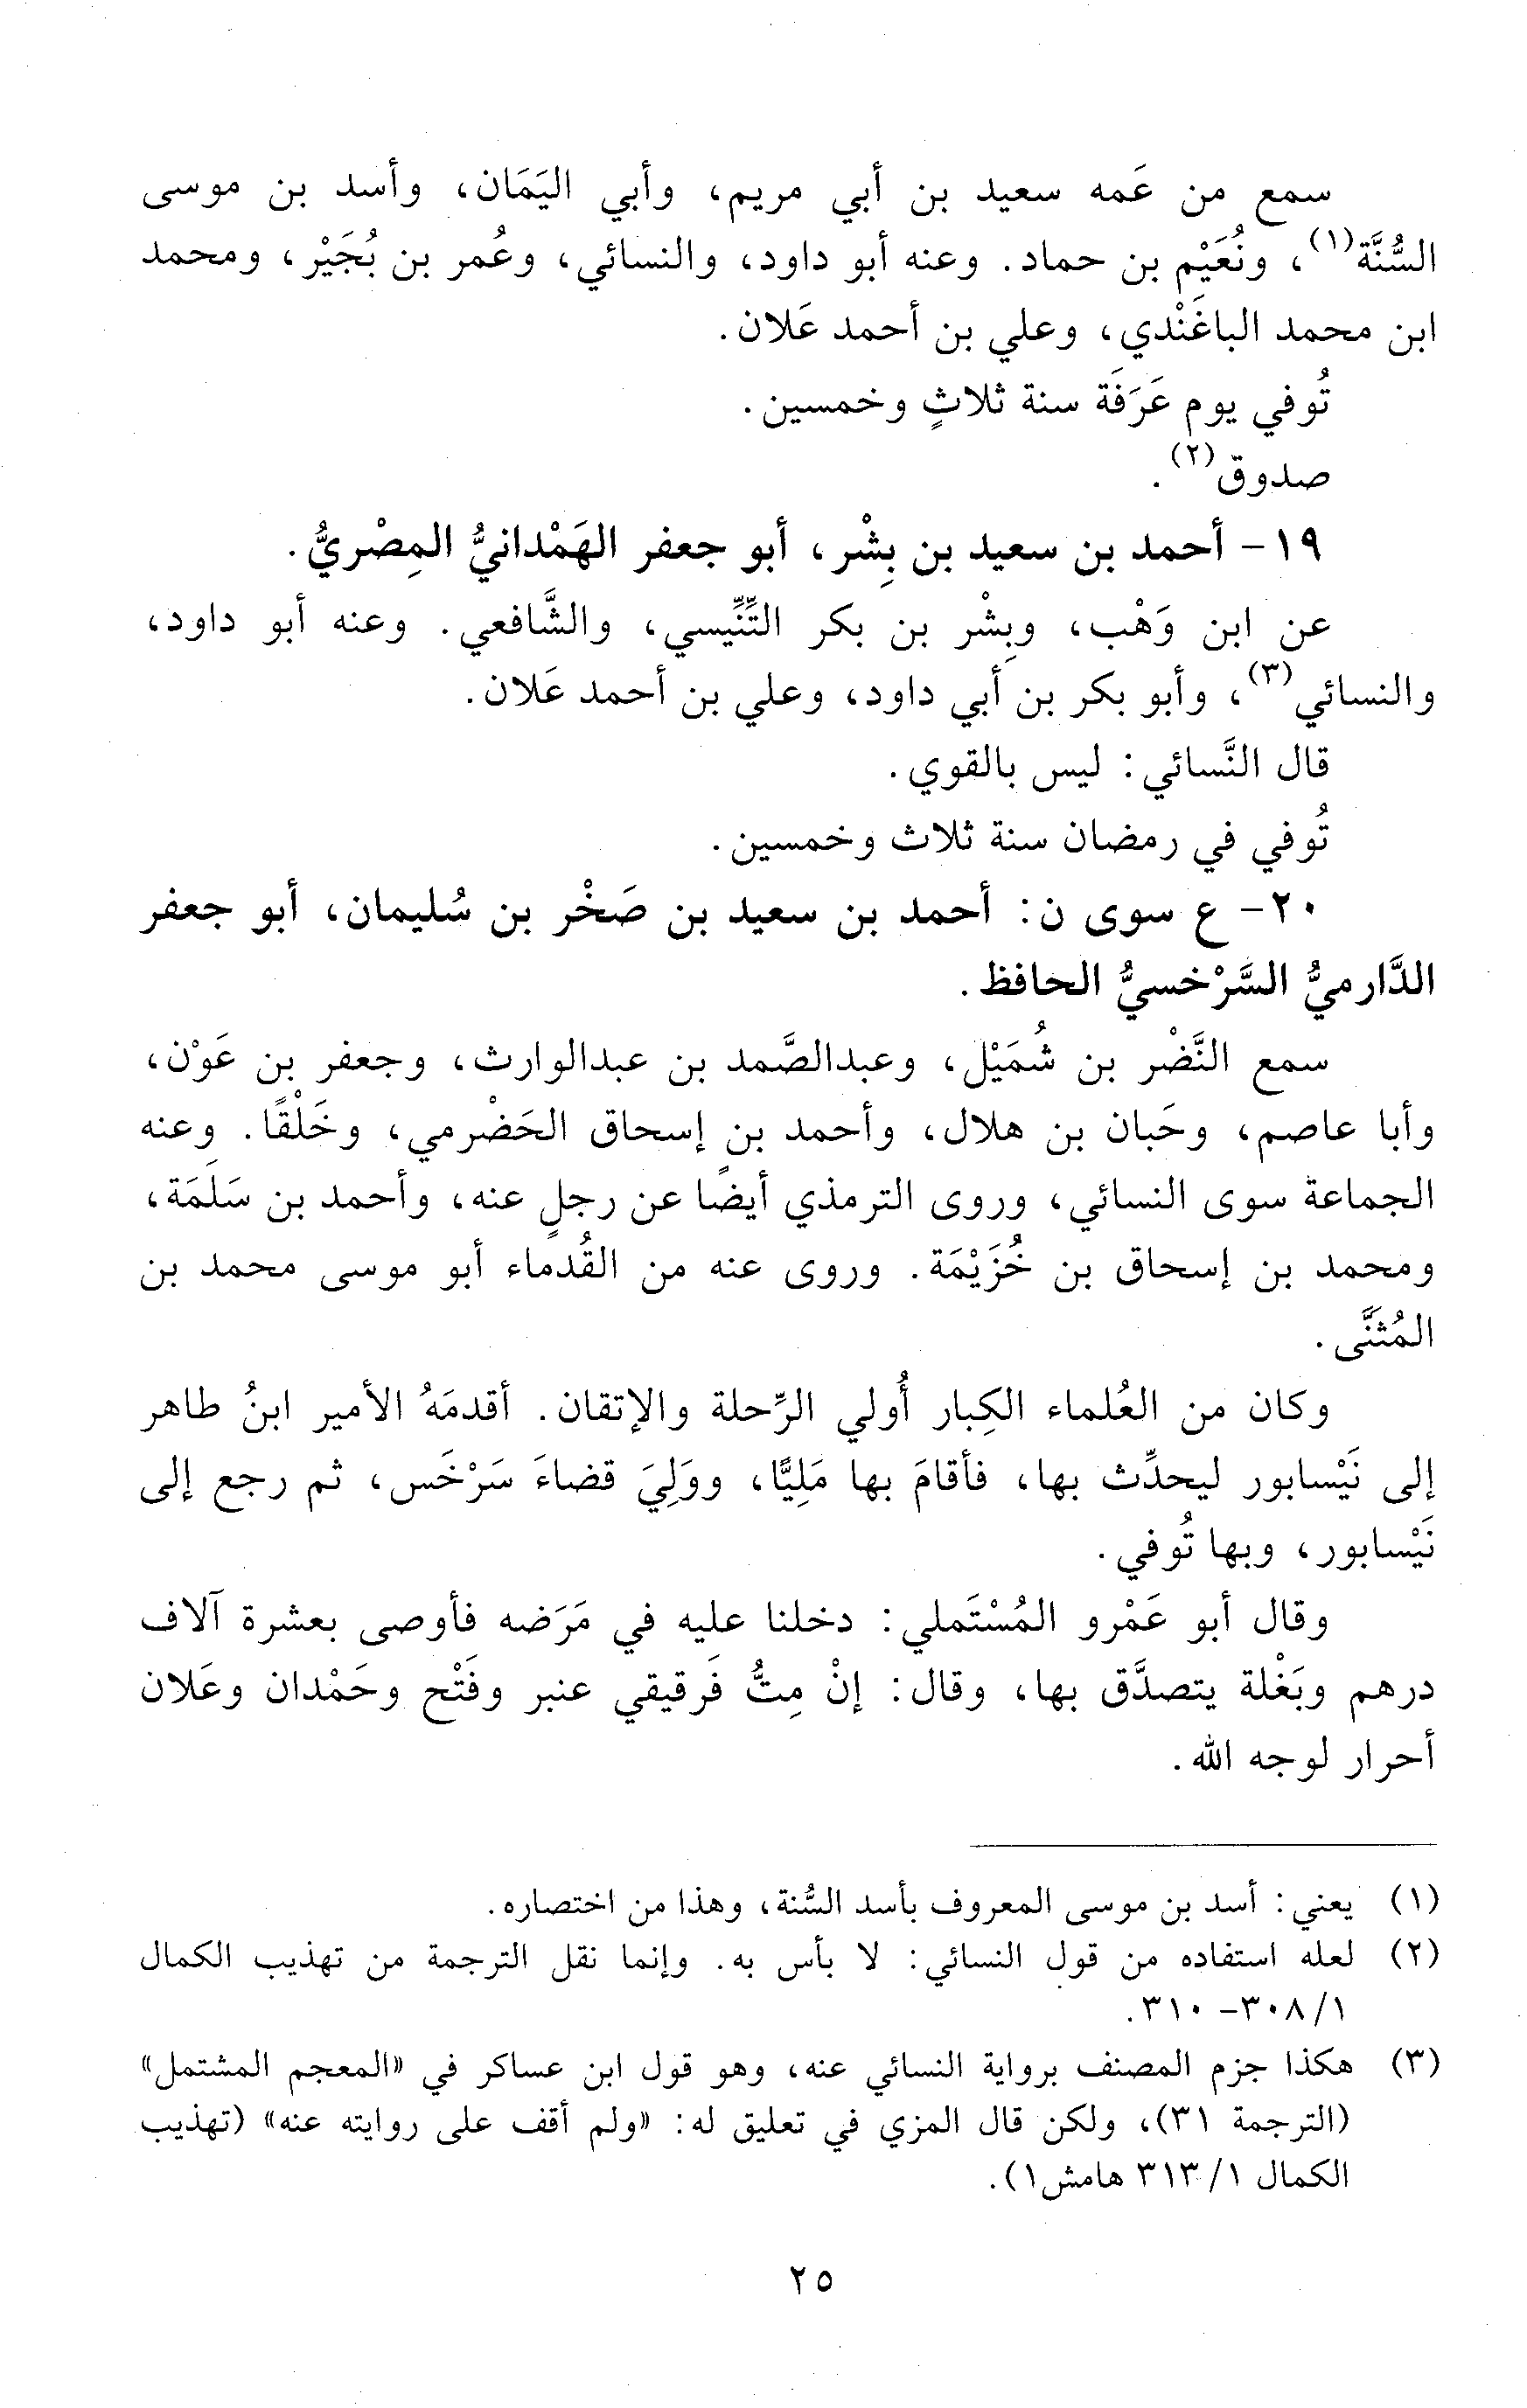 سمع من عَمه سعيد بن أبي مريم، وأبي اليَمَان، وأسد بن موسى
السُّنَّة(١)، ونُعَيْم بن حماد. وعنه أبو داود، والنسائي، وعُمر بن بُجَيْر، ومحمد
ابن محمد الباغَنْدي، وعلي بن أحمد عَلان.
تُوفي يوم عَرَفَة سنة ثلاثٍ وخمسين.
صدوق(٢).
١٩- أحمد بن سعيد بن بِشْر، أبو جعفر الهَمْدانيُّ المِصْريُّ.
عن ابن وَهْب، وبِشْر بن بكر التِّنِّيسي، والشَّافعي. وعنه أبو داود،
والنسائي(٣)، وأبو بكر بن أبي داود، وعلي بن أحمد عَلان.
قال النَّسائي: ليس بالقوي.
تُوفي في رمضان سنة ثلاث وخمسين.
٢٠- ع سوى ن: أحمد بن سعيد بن صَخْر بن سُليمان، أبو جعفر
الدَّارميُّ السَّرْخسيُّ الحافظ.
سمع النَّضْر بن شُمَيْل، وعبدالصَّمد بن عبدالوارث، وجعفر بن عَوْن،
وأبا عاصم، وحَبان بن هلال، وأحمد بن إسحاق الحَضْرمي، وخَلْقًا. وعنه
الجماعة سوى النسائي، وروى الترمذي أيضًا عن رجلٍ عنه، وأحمد بن سَلَمَة،
ومحمد بن إسحاق بن خُزَيْمَة. وروى عنه من القُدماء أبو موسى محمد بن
المُثَنَّى.
وكان من العُلماء الكِبار أُولي الرِّحلة والإتقان. أقدمَهُ الأمير ابنُ طاهر
إلى نَيْسابور ليحدِّث بها، فأقامَ بها مَلِيًّا، ووَلِيَ قضاءَ سَرْخَس، ثم رجع إلى
نَيْسابور، وبها تُوفي.
وقال أبو عَمْرو المُسْتَملي: دخلنا عليه في مَرَضه فأوصى بعشرة آلاف
درهم وبَغْلة يتصدَّق بها، وقال: إنْ مِتُّ فَرقيقي عنبر وفَتْح وحَمْدان وعَلان
أحرار لوجه الله.
(١) يعني: أسد بن موسى المعروف بأسد السُّنة، وهذا من اختصاره.
(٢) لعله استفاده من قول النسائي: لا بأس به. وإنما نقل الترجمة من تهذيب الكمال
١/ ٣٠٨- ٣١٠.
(٣) هكذا جزم المصنف برواية النسائي عنه، وهو قول ابن عساكر في «المعجم المشتمل»
(الترجمة ٣١)، ولكن قال المزي في تعليق له: «ولم أقف على روايته عنه» (تهذيب
الكمال ١/ ٣١٣ هامش١).
٢٥